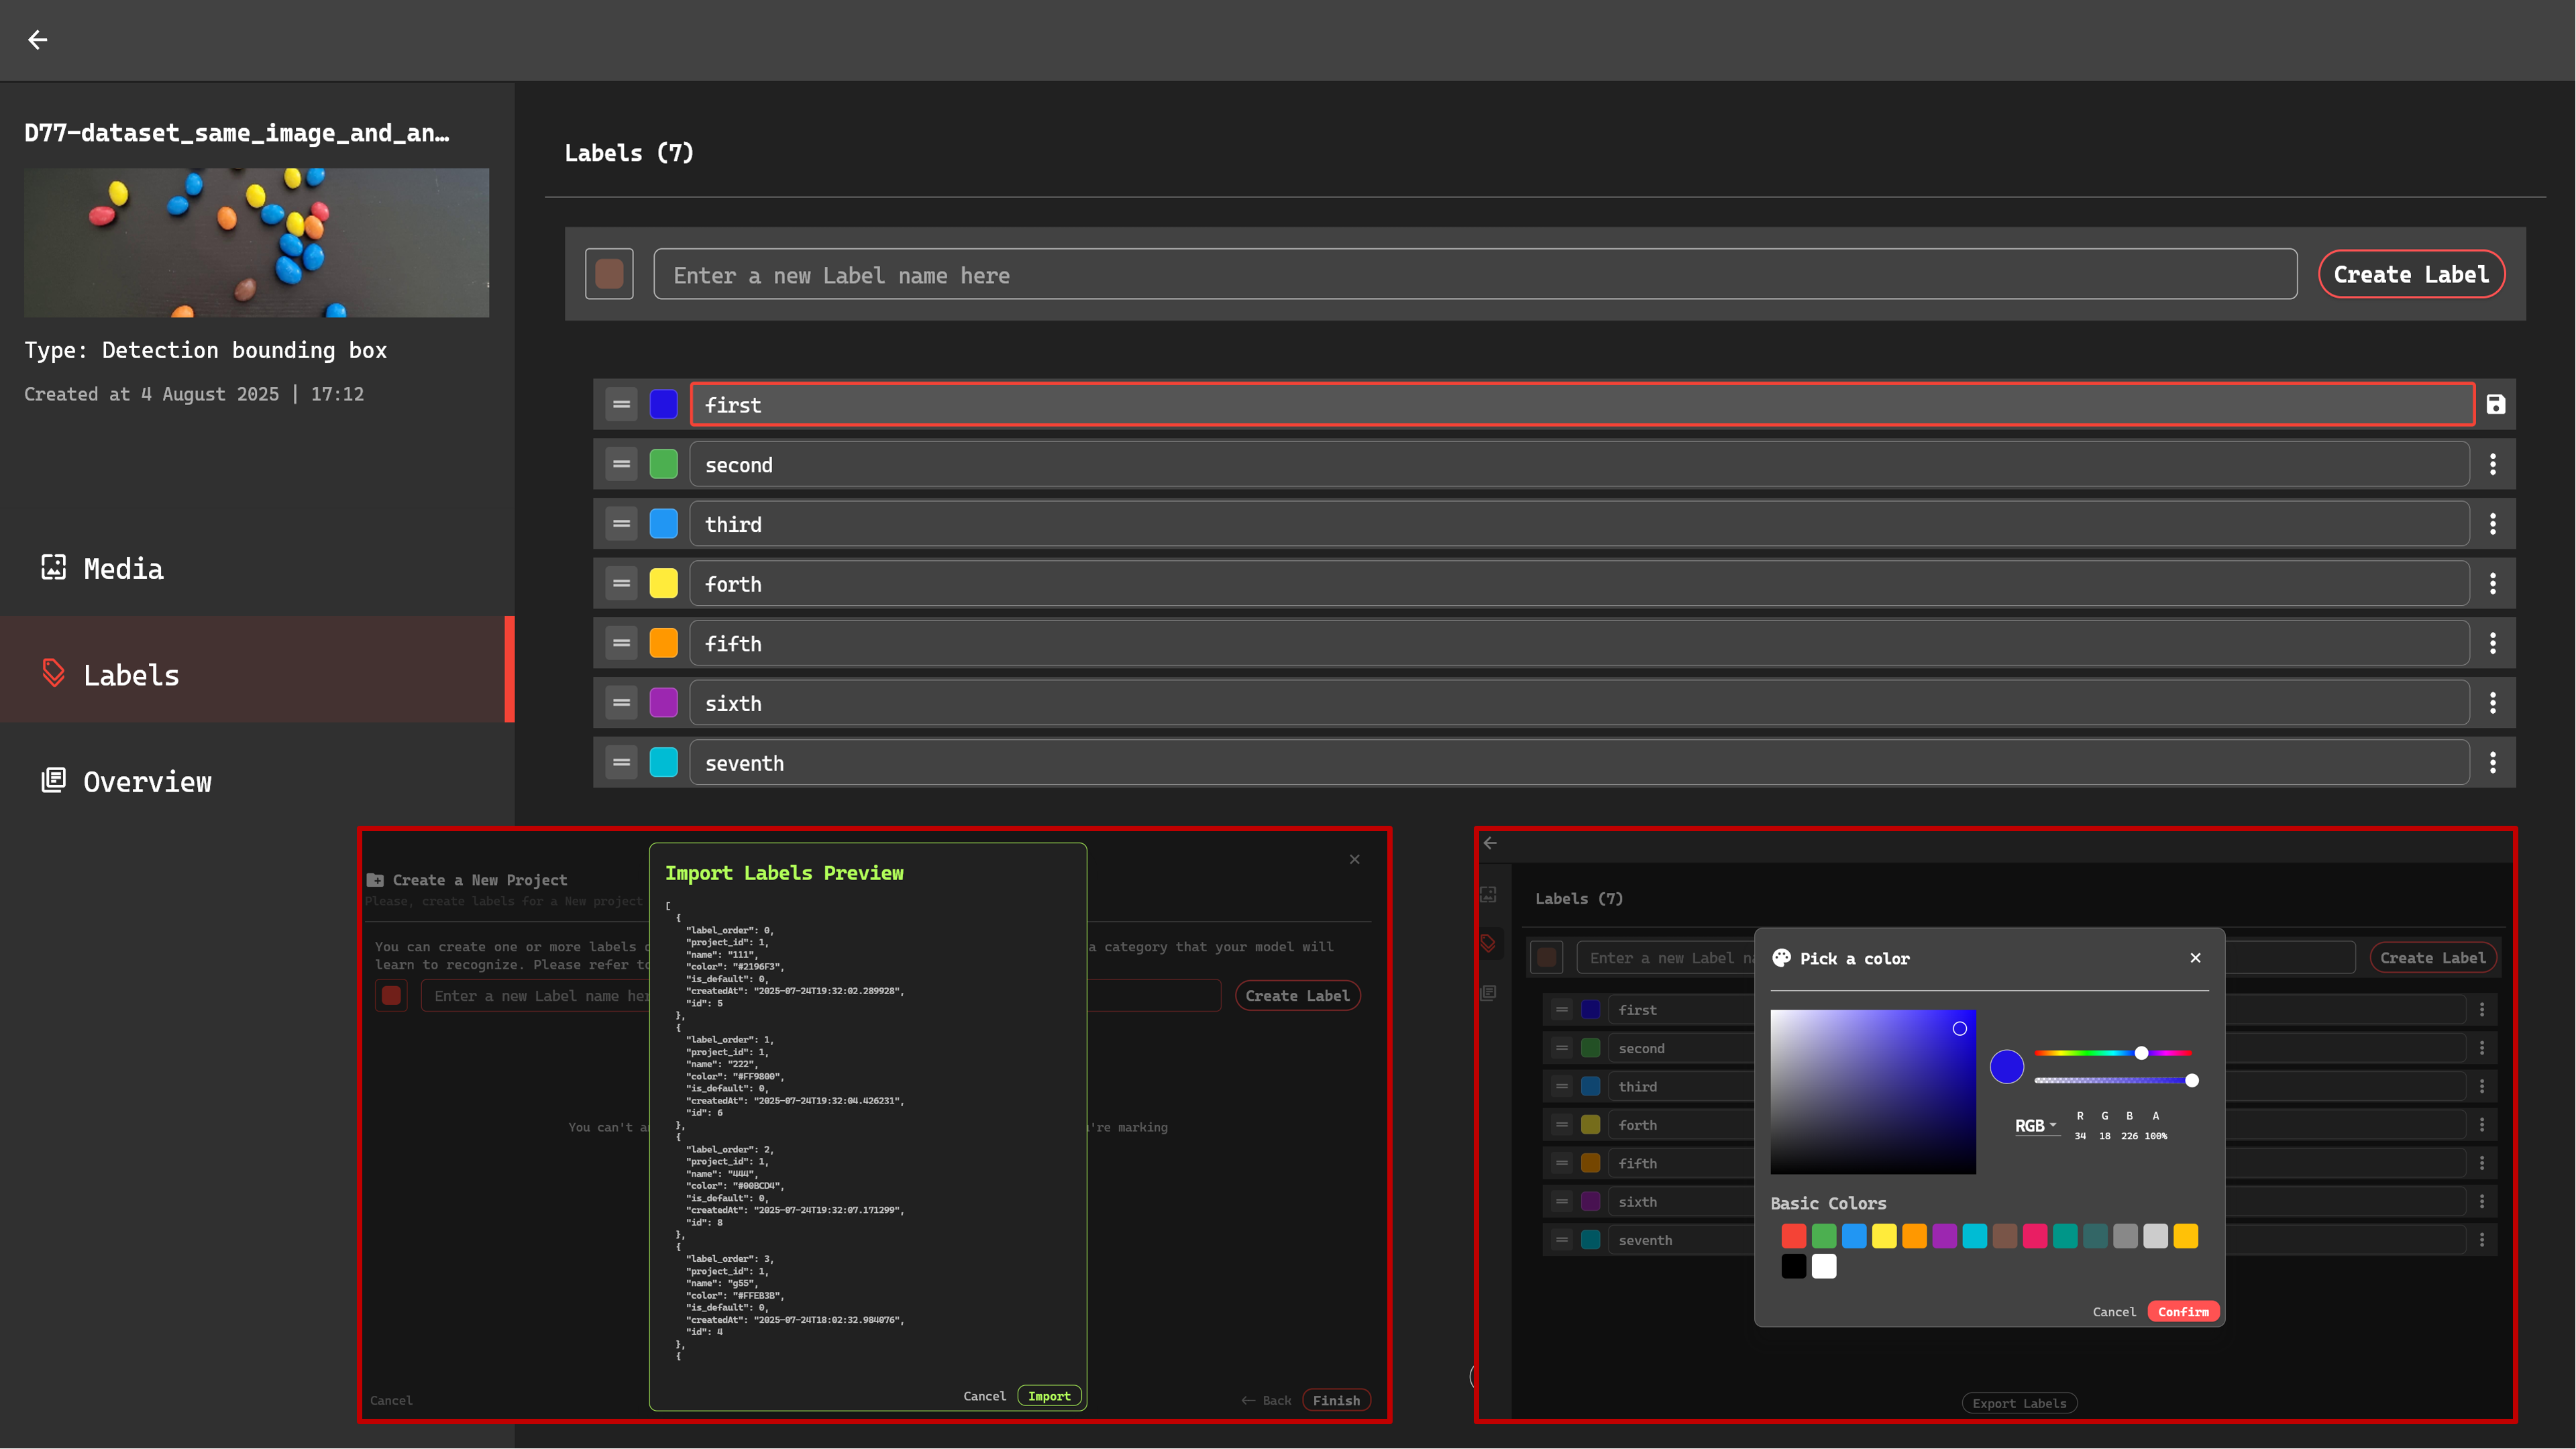 D77-dataset_same_image_and_an…
Type: Detection bounding box
Created at 4 August 2025 | 17:12
Media
Labels
Overview
Labels (7)
Enter a new Label name here
Create Label
first
second
third
forth
fifth
sixth
seventh
Create a New Project
Please, create labels for a New project
You can create one or more labels
a category that your model will
learn to recognize. Please refer
Enter a new Label name her
Create Label
You can't a
're marking
Cancel
Back
Finish
Import Labels Preview
[
{
"label_order": 0,
"project_id": 1,
"name": "111",
"color": "#2196F3",
"is_default": 0,
"createdAt": "2025-07-24T19:32:02.289928",
"id": 5
},
{
"label_order": 1,
"project_id": 1,
"name": "222",
"color": "#FF9800",
"is_default": 0,
"createdAt": "2025-07-24T19:32:04.426231",
"id": 6
},
{
"label_order": 2,
"project_id": 1,
"name": "444",
"color": "#00BCD4",
"is_default": 0,
"createdAt": "2025-07-24T19:32:07.171299",
"id": 8
},
{
"label_order": 3,
"project_id": 1,
"name": "g55",
"color": "#FFEB3B",
"is_default": 0,
"createdAt": "2025-07-24T18:02:32.984076",
"id": 4
},
{
Cancel
Import
Labels (7)
Enter a new Label na
Create Label
first
second
third
forth
fifth
sixth
seventh
Export Labels
Pick a color
RGB
R G B A
34 18 226 100%
Basic Colors
Cancel
Confirm